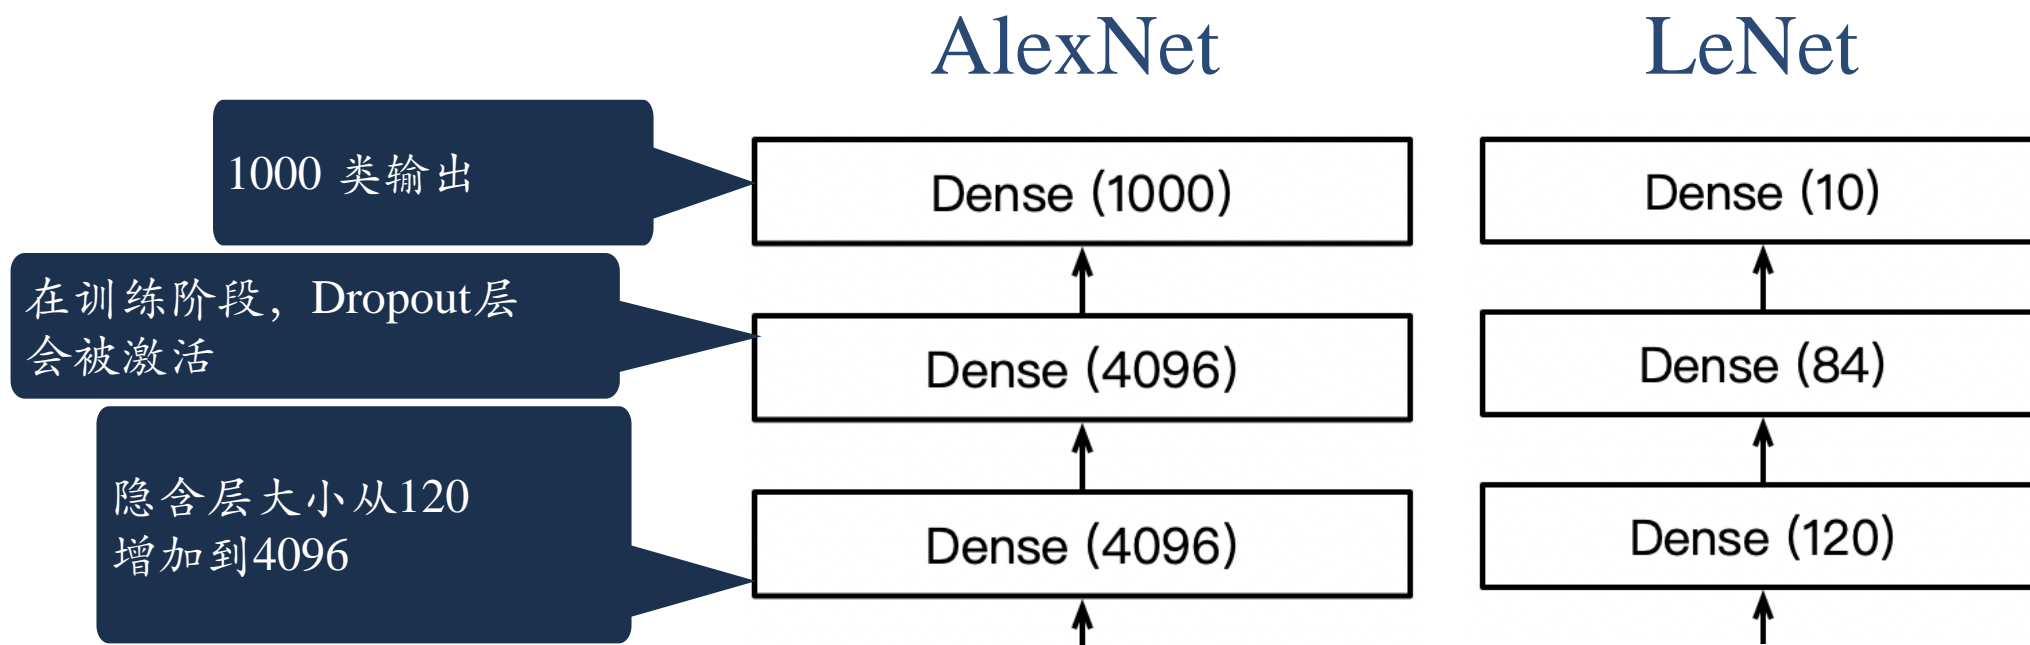 AlexNet
LeNet
1000 类输出
Dense (1000)
Dense (10)
在训练阶段，Dropout层
会被激活
Dense (4096)
Dense (84)
隐含层大小从120
增加到4096
Dense (4096)
Dense (120)